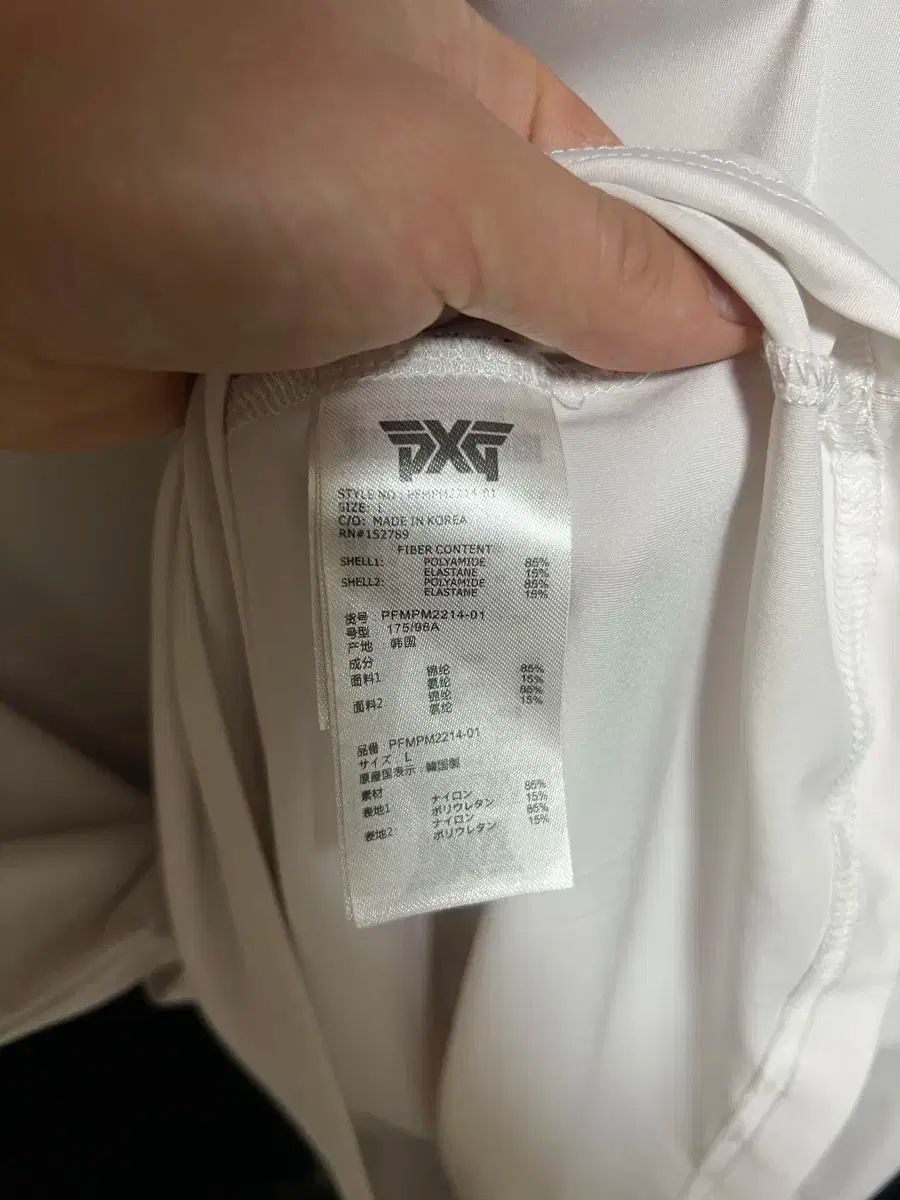 PXG
STYLE NO : PFMPM2214-01
SIZE : L
C/O: MADE IN KOREA
RN#152789
FIBER CONTENT
SHELL1: POLYAMIDE 85%
ELASTANE 15%
SHELL2: POLYAMIDE 85%
ELASTANE 15%
货号 PFMPM2214-01
号型 175/96A
产地 韩国
成分
面料1 锦纶 85%
氨纶 15%
面料2 锦纶 85%
氨纶 15%
品番 PFMPM2214-01
サイズ L
原産国表示 韓国製
素材
表地1 ナイロン 85%
ポリウレタン 15%
表地2 ナイロン 85%
ポリウレタン 15%